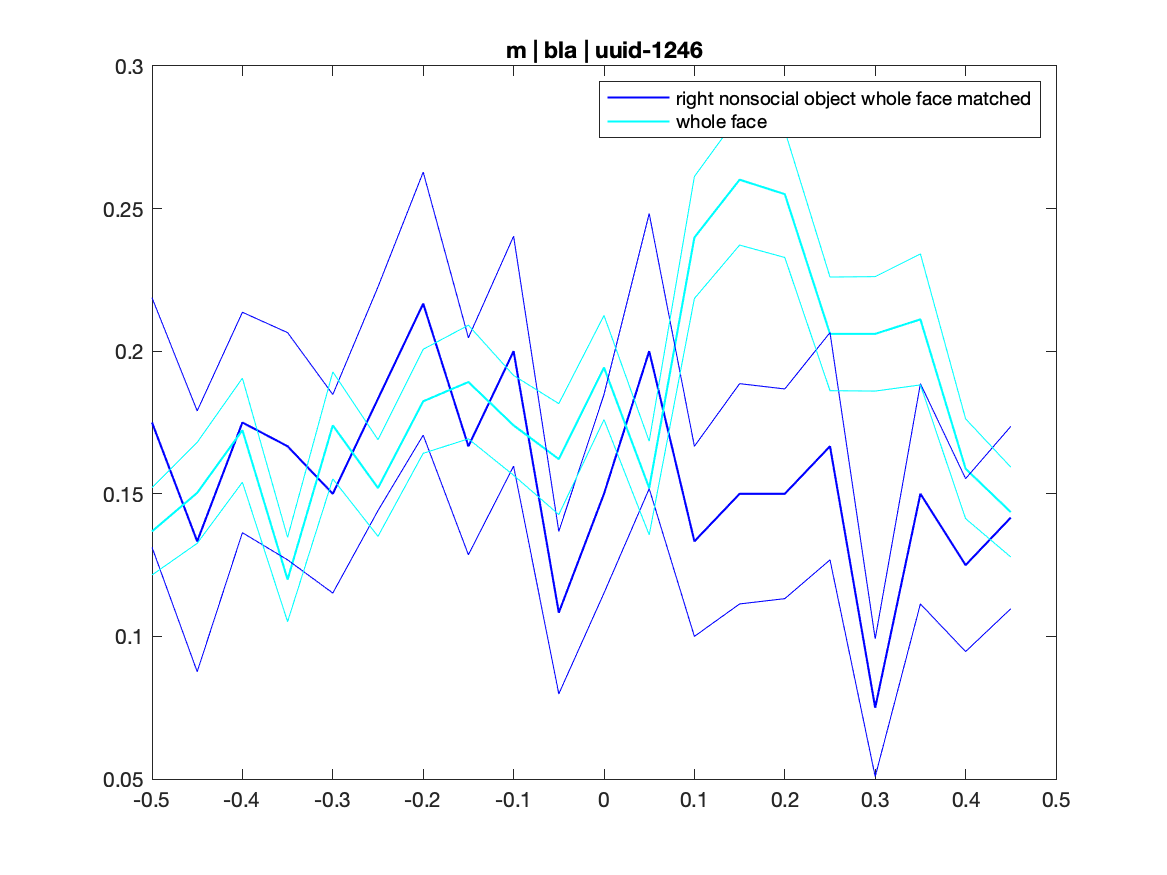 m | bla | uuid-1246
right nonsocial object whole face matched
whole face
0.3
0.25
0.2
0.15
0.1
0.05
-0.5 -0.4 -0.3 -0.2 -0.1 0 0.1 0.2 0.3 0.4 0.5